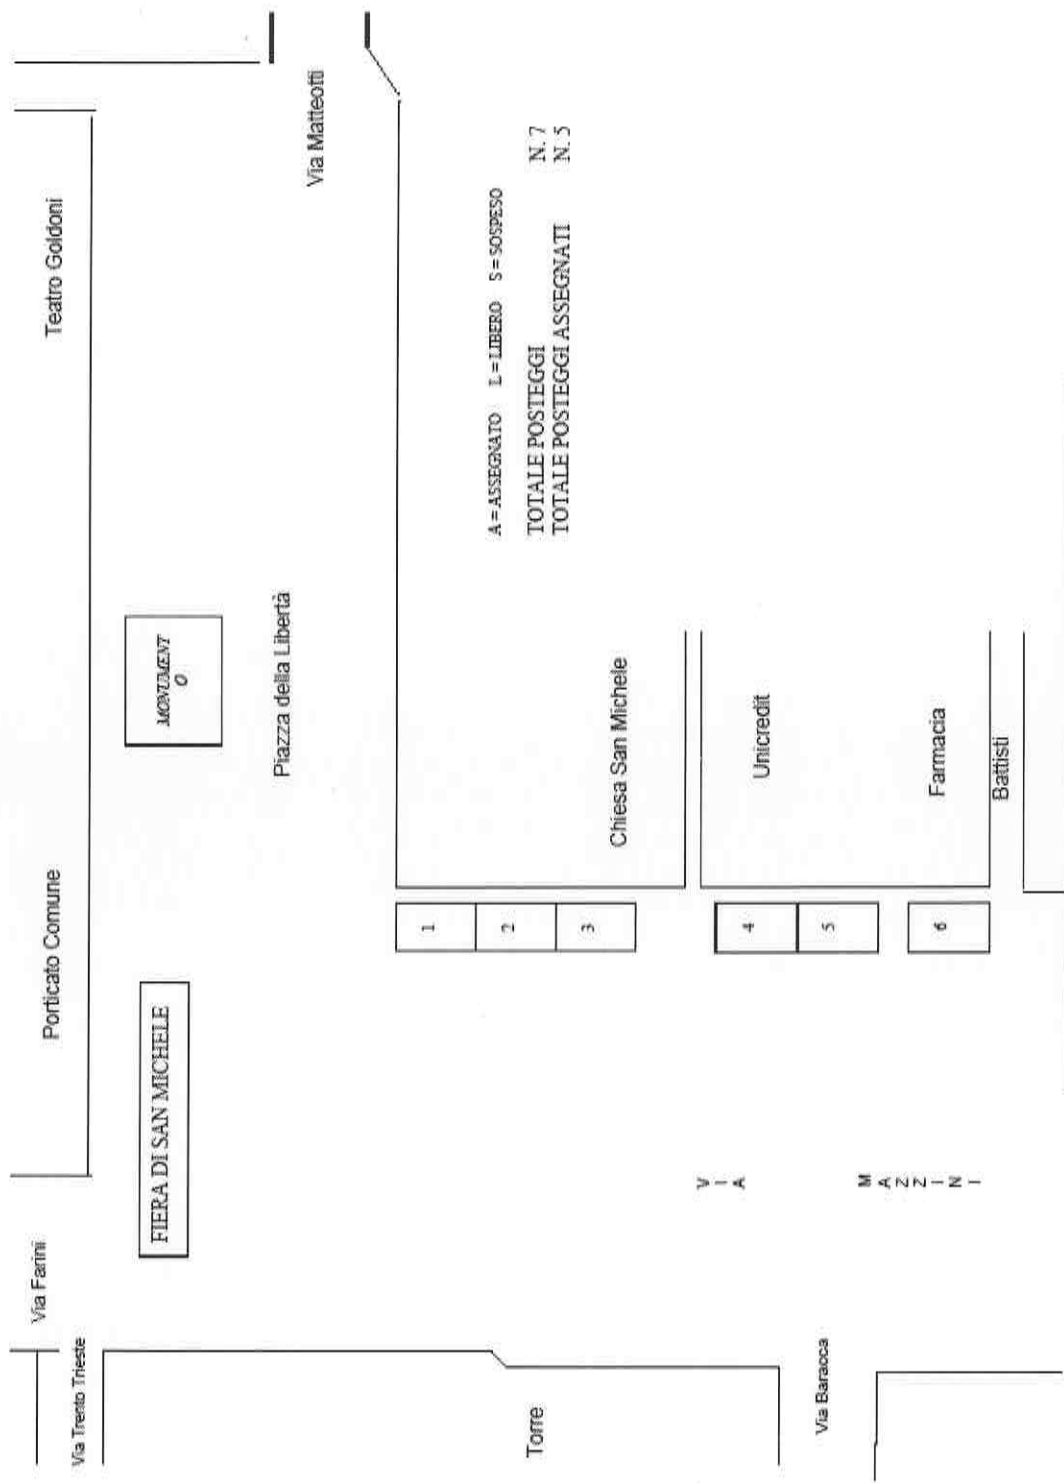 Via Farini
Porticato Comune
Teatro Goldoni
Via Trento Trieste
FIERA DI SAN MICHELE
MONUMENT
O
Piazza della Libertà
Via Matteotti
1
A = ASSEGNATO L = LIBERO S = SOSPESO
2
TOTALE POSTEGGI N. 7
TOTALE POSTEGGI ASSEGNATI N. 5
Torre
3
Chiesa San Michele
VIA
4
Unicredit
Via Baracca
5
MAZZINI
6
Farmacia
Battisti